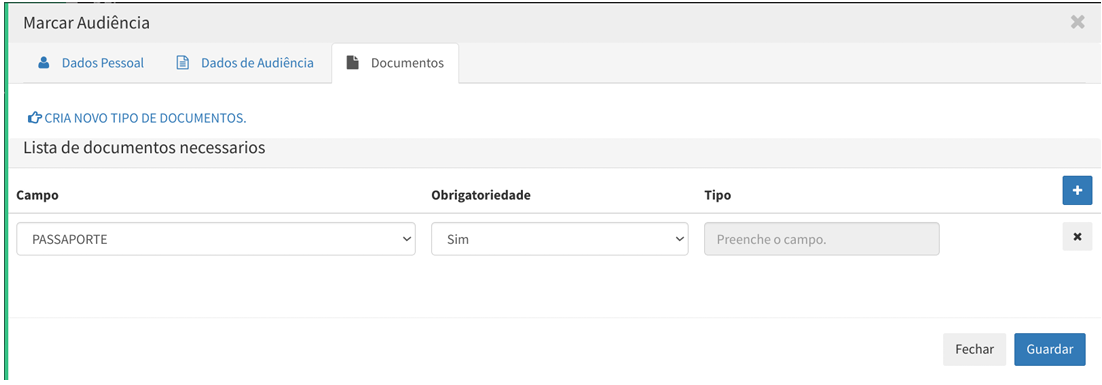 Marcar Audiência
Dados Pessoal Dados de Audiência Documentos
CRIA NOVO TIPO DE DOCUMENTOS.
Lista de documentos necessarios
Campo Obrigatoriedade Tipo
PASSAPORTE Sim Preenche o campo.
Fechar Guardar